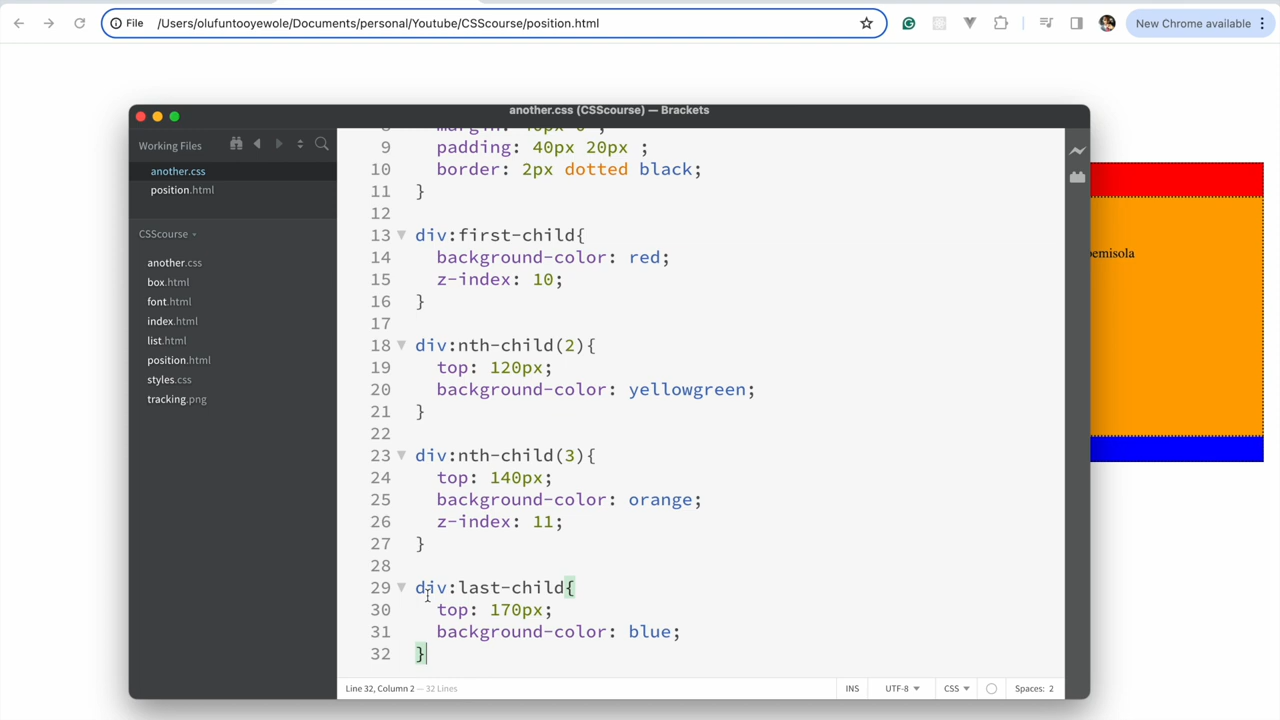 File /Users/olufuntooyewole/Documents/personal/Youtube/CSScourse/position.html New Chrome available
another.css (CSScourse) — Brackets
Working Files
another.css
position.html
CSScourse
another.css
box.html
font.html
index.html
list.html
position.html
styles.css
tracking.png
9 padding: 40px 20px ;
10 border: 2px dotted black;
11 }
12
13 div:first-child{
14 background-color: red;
15 z-index: 10;
16 }
17
18 div:nth-child(2){
19 top: 120px;
20 background-color: yellowgreen;
21 }
22
23 div:nth-child(3){
24 top: 140px;
25 background-color: orange;
26 z-index: 11;
27 }
28
29 div:last-child{
30 top: 170px;
31 background-color: blue;
32 }
Line 32, Column 2 — 32 Lines INS UTF-8 CSS Spaces: 2